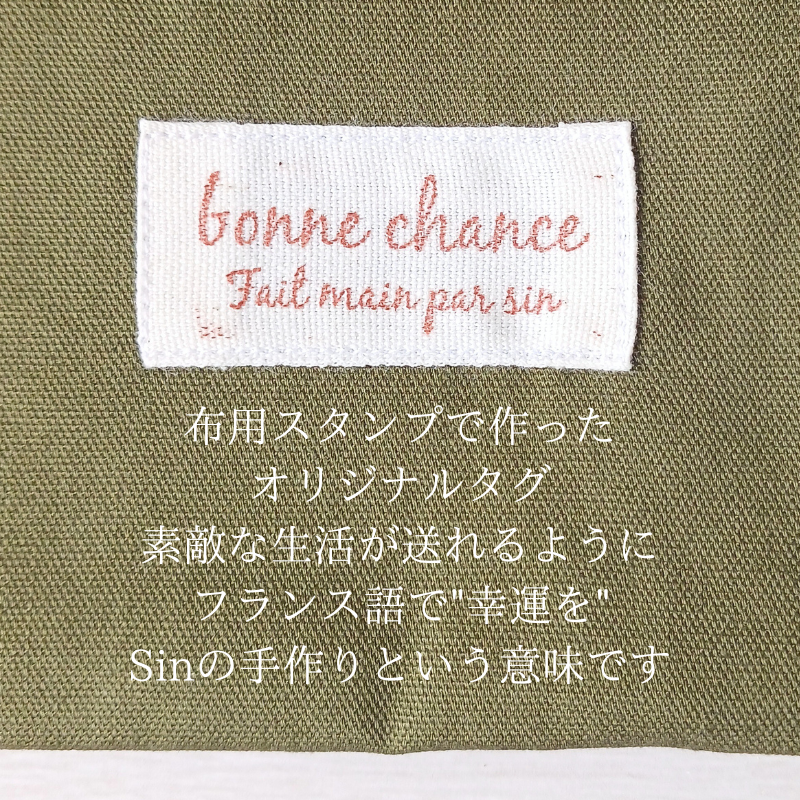 bonne chance
Fait main par sin
布用スタンプで作った
オリジナルタグ
素敵な生活が送れるように
フランス語で"幸運を"
Sinの手作りという意味です